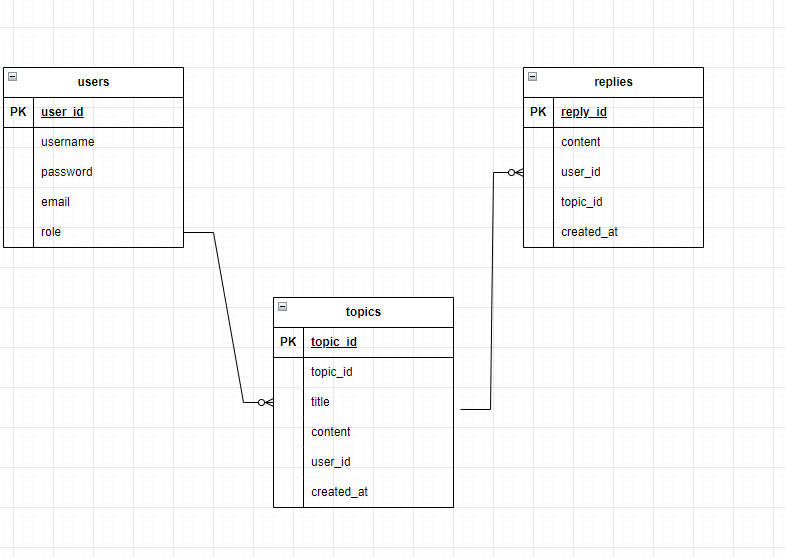 users
PK user_id
username
password
email
role
replies
PK reply_id
content
user_id
topic_id
created_at
topics
PK topic_id
topic_id
title
content
user_id
created_at